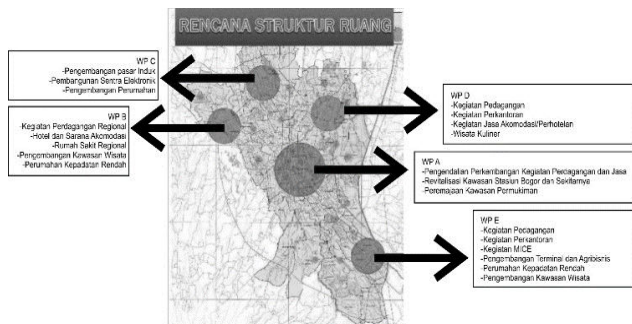 RENCANA STRUKTUR RUANG
WP C
-Pengembangan pasar Induk
-Pembangunan Sentra Elektronik
-Pengembangan Perumahan
WP B
-Kegiatan Perdagangan Regional
-Hotel dan Sarana Akomodasi
-Rumah Sakit Regional
-Pengembangan Kawasan Wisata
-Perumahan Kepadatan Rendah
WP D
-Kegiatan Pedagangan
-Kegiatan Perkantoran
-Kegiatan Jasa Akomodasi/Perhotelan
-Wisata Kuliner
WP A
-Pengendalian Perkembangan Kegiatan Percagangan dan Jasa
-Revitalisasi Kawasan Stasiun Bogor dan Sekitarnya
-Peremajaan Kawasan Permukiman
WP E
-Kegiatan Pedagangan
-Kegiatan Perkantoran
-Kegiatan MICE
-Pengembangan Terminal dan Agribisnis
-Perumahan Kepadatan Rendah
-Pengembangan Kawasan Wisata